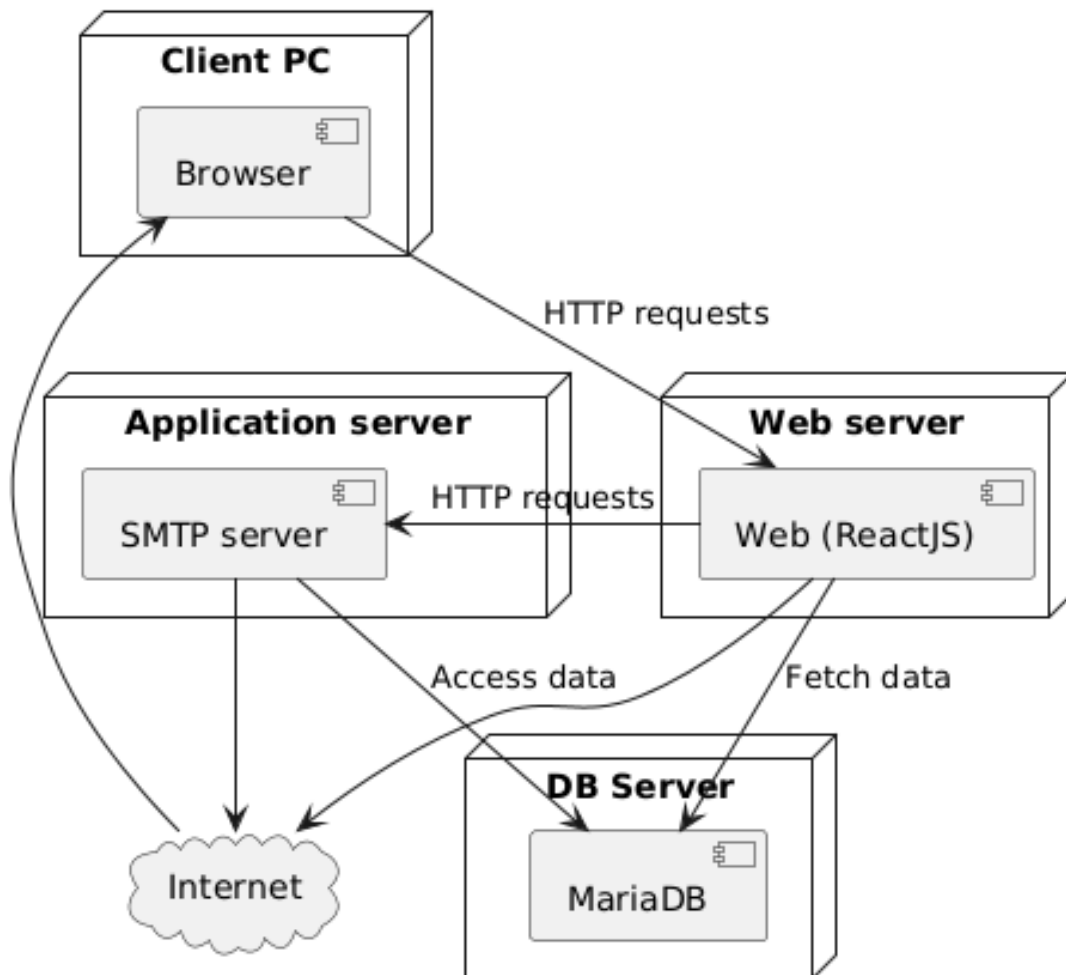 Client PC
Browser
HTTP requests
Application server
Web server
HTTP requests
SMTP server
Web (ReactJS)
Access data
Fetch data
DB Server
Internet
MariaDB